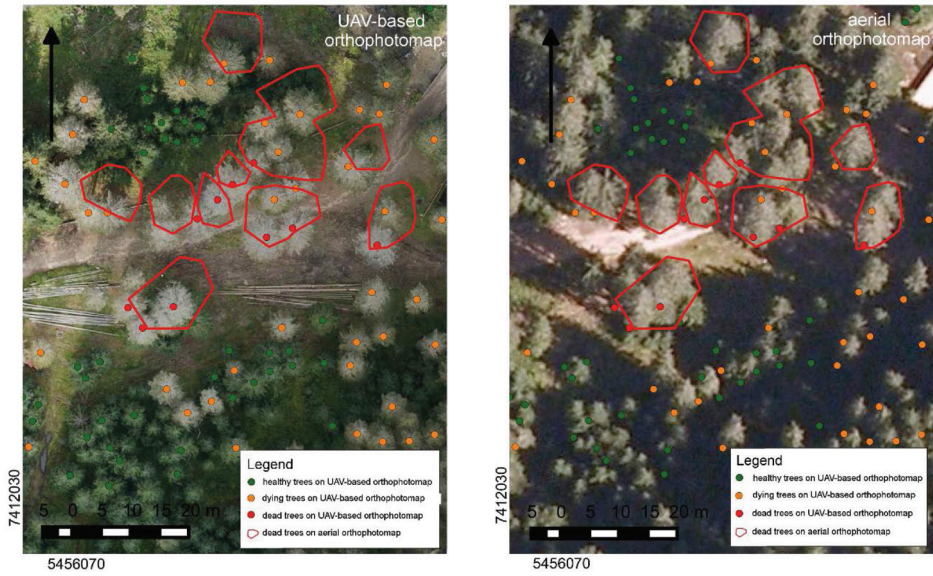 UAV-based
orthophotomap
Legend
healthy trees on UAV-based orthophotomap
dying trees on UAV-based orthophotomap
dead trees on UAV-based orthophotomap
dead trees on aerial orthophotomap
5 0 5 10 15 20 m
7412030
5456070
aerial
orthophotomap
Legend
healthy trees on UAV-based orthophotomap
dying trees on UAV-based orthophotomap
dead trees on UAV-based orthophotomap
dead trees on aerial orthophotomap
5 0 5 10 15 20 m
7412030
5456070